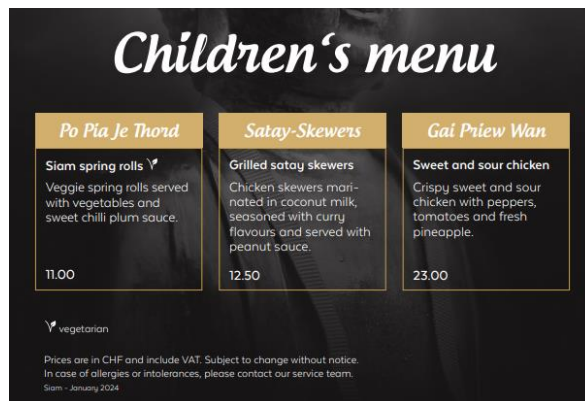 Children‘s menu
Po Pia Je Thord
Siam spring rolls
Veggie spring rolls served
with vegetables and
sweet chilli plum sauce.
11.00
Satay-Skewers
Grilled satay skewers
Chicken skewers mari-
nated in coconut milk,
seasoned with curry
flavours and served with
peanut sauce.
12.50
Gai Priew Wan
Sweet and sour chicken
Crispy sweet and sour
chicken with peppers,
tomatoes and fresh
pineapple.
23.00
vegetarian
Prices are in CHF and include VAT. Subject to change without notice.
In case of allergies or intolerances, please contact our service team.
Siam - January 2024